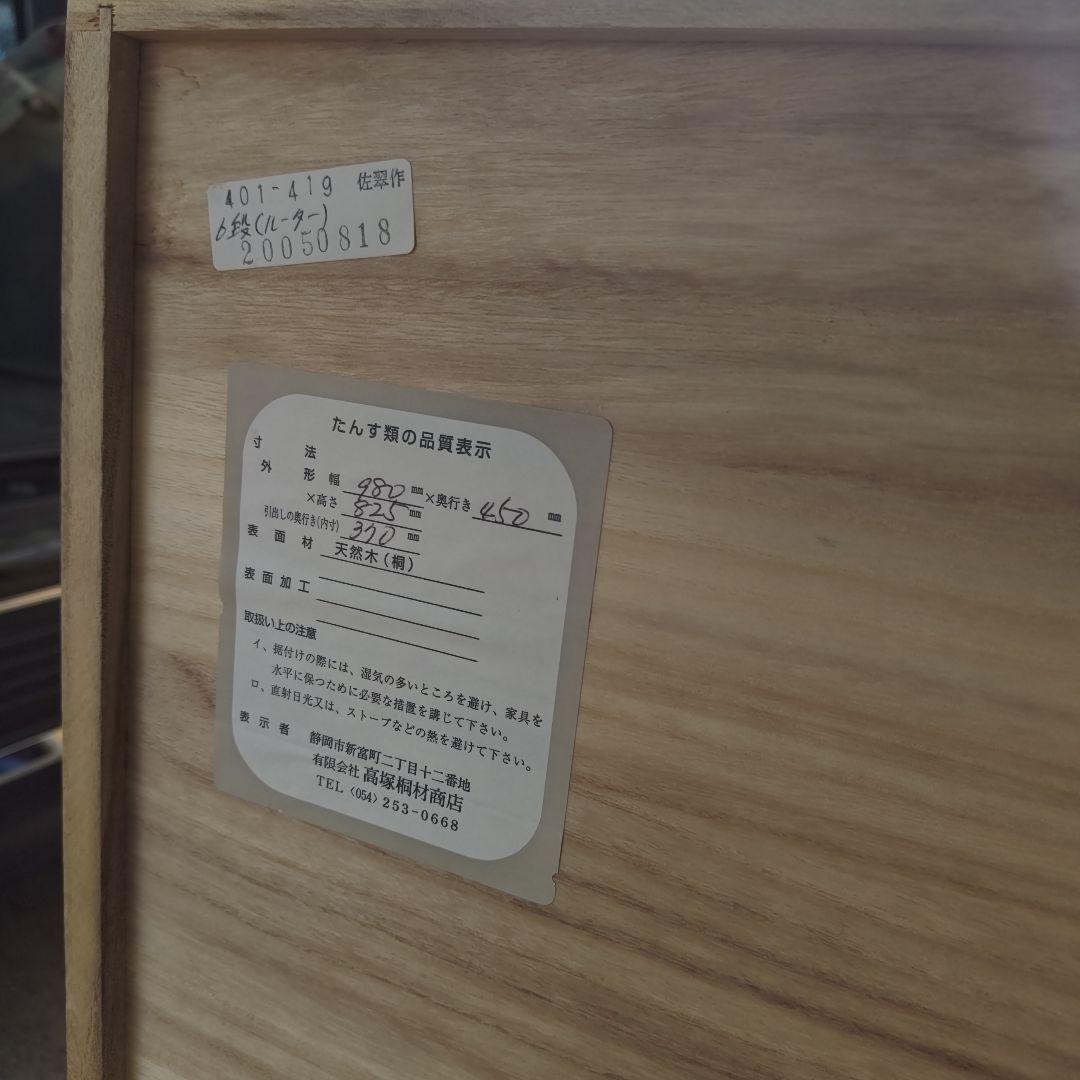 401-419 佐翠作
6段(ルーター)
20050818
たんす類の品質表示
寸法
外形 幅 980 mm ×奥行き 450 mm
×高さ 825 mm
引出しの奥行き(内寸) 370 mm
表面材 天然木(桐)
表面加工
取扱い上の注意
イ、据付けの際には、湿気の多いところを避け、家具を
水平に保つために必要な措置を講じて下さい。
ロ、直射日光又は、ストーブなどの熱を避けて下さい。
表示者 静岡市新富町二丁目十二番地
有限会社 高塚桐材商店
TEL〈054〉253-0668